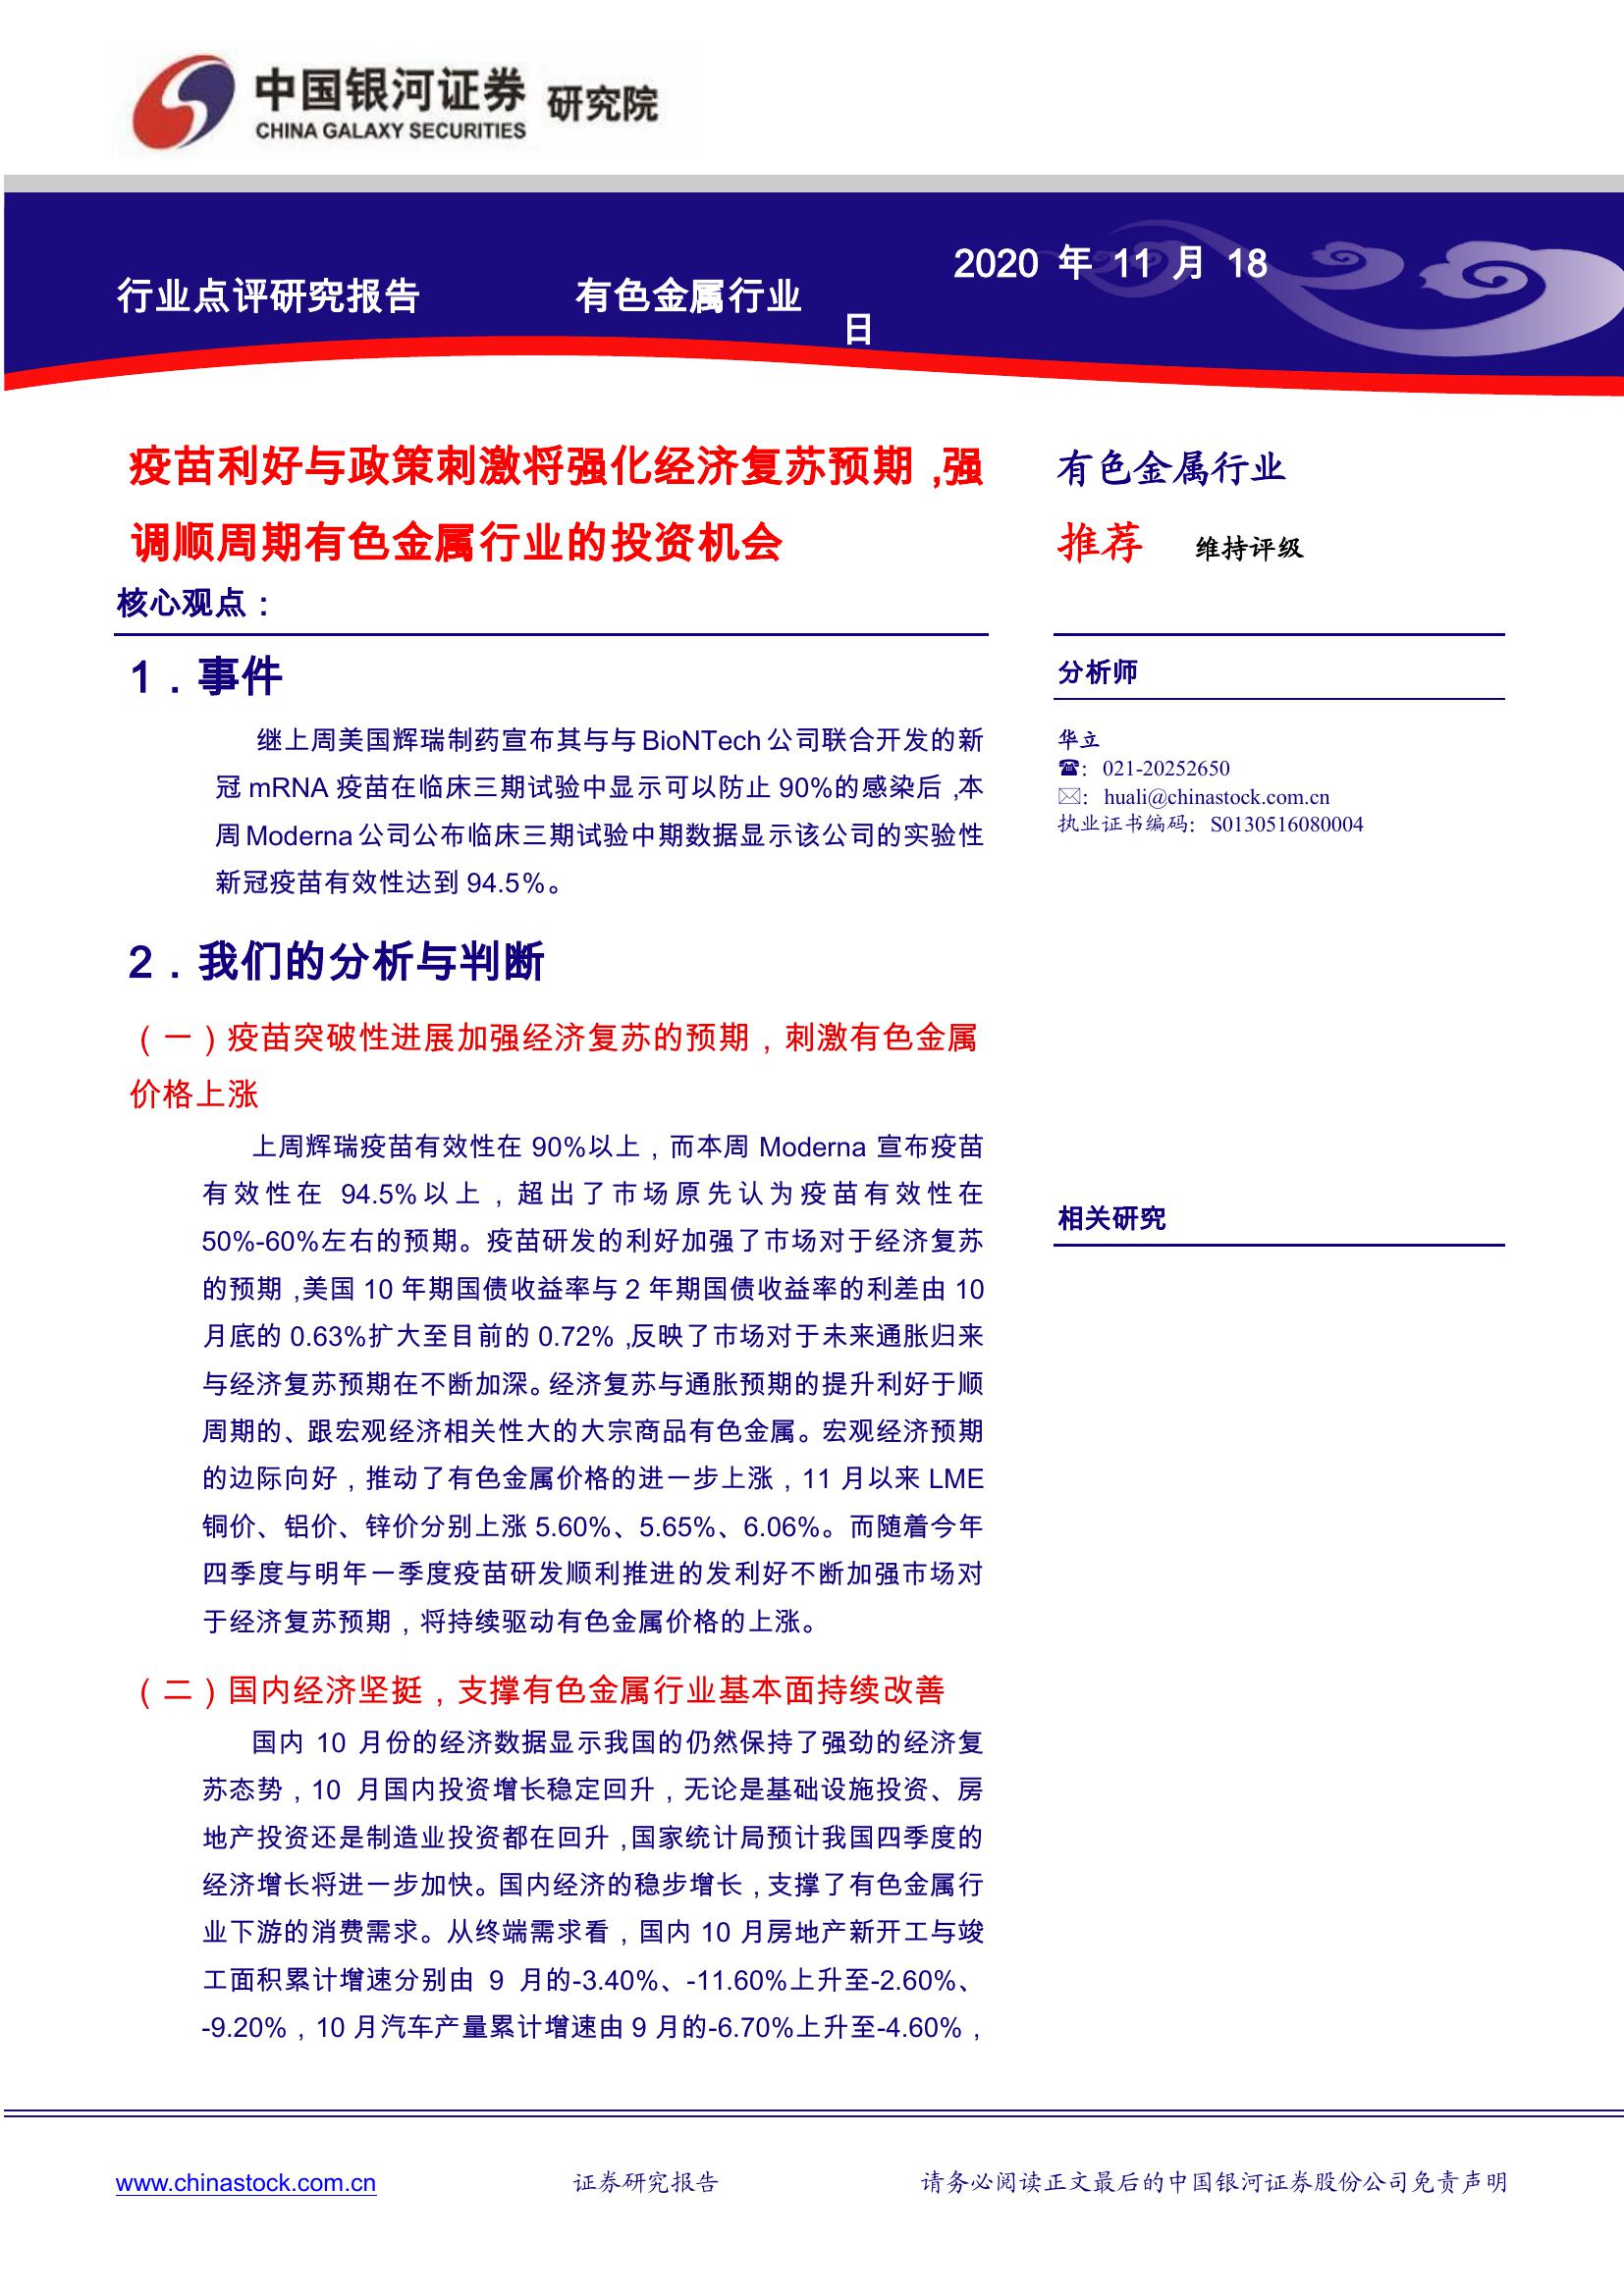 中国银河证券 研究院
CHINA GALAXY SECURITIES
行业点评研究报告 有色金属行业 2020 年 11 月 18
日
疫苗利好与政策刺激将强化经济复苏预期,强
调顺周期有色金属行业的投资机会
核心观点：
1．事件
继上周美国辉瑞制药宣布其与与BioNTech公司联合开发的新
冠 mRNA 疫苗在临床三期试验中显示可以防止 90%的感染后,本
周Moderna公司公布临床三期试验中期数据显示该公司的实验性
新冠疫苗有效性达到 94.5%。
2．我们的分析与判断
（一）疫苗突破性进展加强经济复苏的预期，刺激有色金属
价格上涨
上周辉瑞疫苗有效性在 90%以上，而本周 Moderna 宣布疫苗
有效性在 94.5%以上，超出了市场原先认为疫苗有效性在
50%-60%左右的预期。疫苗研发的利好加强了市场对于经济复苏
的预期,美国 10 年期国债收益率与 2 年期国债收益率的利差由 10
月底的 0.63%扩大至目前的 0.72%,反映了市场对于未来通胀归来
与经济复苏预期在不断加深。经济复苏与通胀预期的提升利好于顺
周期的、跟宏观经济相关性大的大宗商品有色金属。宏观经济预期
的边际向好，推动了有色金属价格的进一步上涨，11 月以来 LME
铜价、铝价、锌价分别上涨 5.60%、5.65%、6.06%。而随着今年
四季度与明年一季度疫苗研发顺利推进的发利好不断加强市场对
于经济复苏预期，将持续驱动有色金属价格的上涨。
（二）国内经济坚挺，支撑有色金属行业基本面持续改善
国内 10 月份的经济数据显示我国的仍然保持了强劲的经济复
苏态势，10 月国内投资增长稳定回升，无论是基础设施投资、房
地产投资还是制造业投资都在回升,国家统计局预计我国四季度的
经济增长将进一步加快。国内经济的稳步增长，支撑了有色金属行
业下游的消费需求。从终端需求看，国内 10 月房地产新开工与竣
工面积累计增速分别由 9 月的-3.40%、-11.60%上升至-2.60%、
-9.20%，10 月汽车产量累计增速由 9 月的-6.70%上升至-4.60%，
有色金属行业
推荐 维持评级
分析师
华立
☎：021-20252650
✉：huali@chinastock.com.cn
执业证书编码：S0130516080004
相关研究
www.chinastock.com.cn 证券研究报告 请务必阅读正文最后的中国银河证券股份公司免责声明